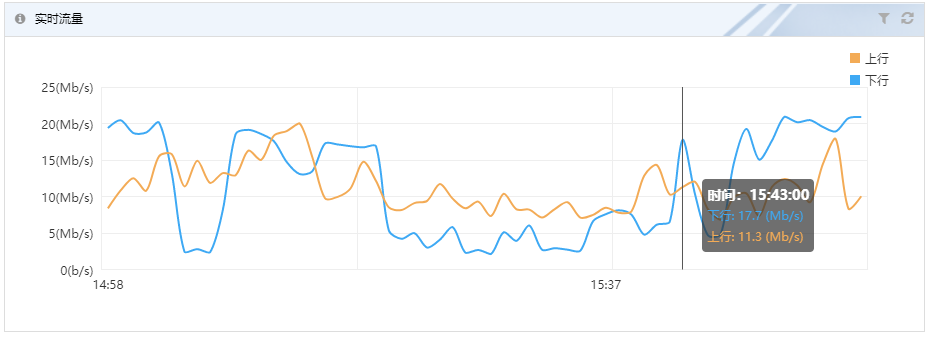 实时流量
上行
下行
25(Mb/s)
20(Mb/s)
15(Mb/s)
10(Mb/s)
5(Mb/s)
0(b/s)
时间：15:43:00
下行: 17.7 (Mb/s)
上行: 11.3 (Mb/s)
14:58
15:37